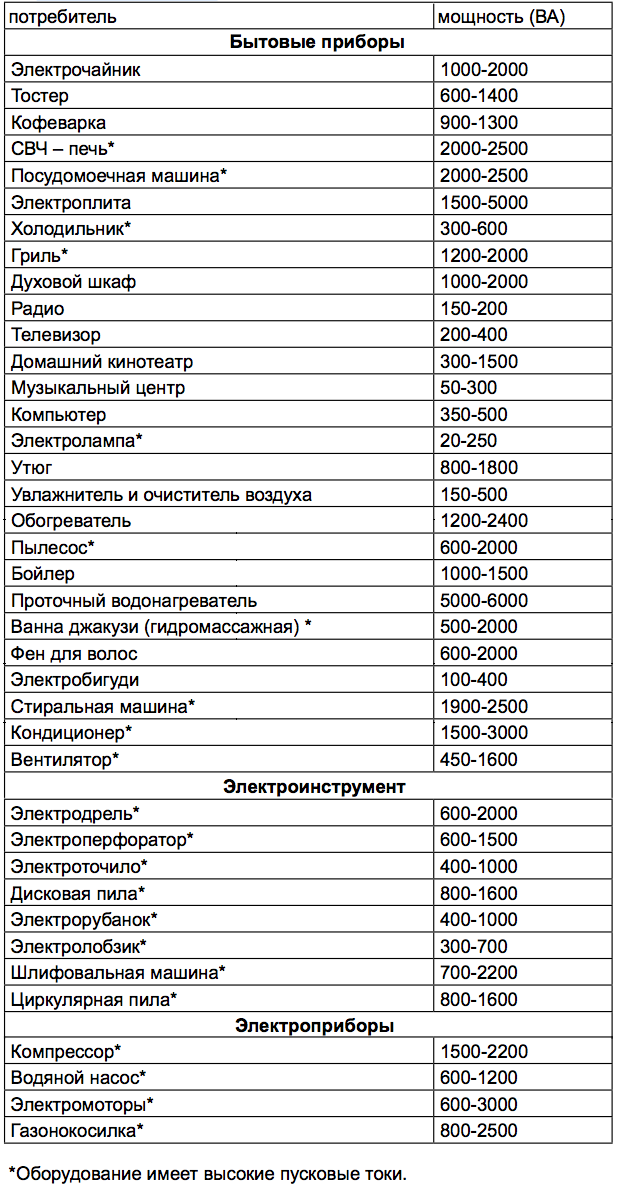 потребитель мощность (ВА)
Бытовые приборы
Электрочайник 1000-2000
Тостер 600-1400
Кофеварка 900-1300
СВЧ – печь* 2000-2500
Посудомоечная машина* 2000-2500
Электроплита 1500-5000
Холодильник* 300-600
Гриль* 1200-2000
Духовой шкаф 1000-2000
Радио 150-200
Телевизор 200-400
Домашний кинотеатр 300-1500
Музыкальный центр 50-300
Компьютер 350-500
Электролампа* 20-250
Утюг 800-1800
Увлажнитель и очиститель воздуха 150-500
Обогреватель 1200-2400
Пылесос* 600-2000
Бойлер 1000-1500
Проточный водонагреватель 5000-6000
Ванна джакузи (гидромассажная) * 500-2000
Фен для волос 600-2000
Электробигуди 100-400
Стиральная машина* 1900-2500
Кондиционер* 1500-3000
Вентилятор* 450-1600
Электроинструмент
Электродрель* 600-2000
Электроперфоратор* 600-1500
Электроточило* 400-1000
Дисковая пила* 800-1600
Электрорубанок* 400-1000
Электролобзик* 300-700
Шлифовальная машина* 700-2200
Циркулярная пила* 800-1600
Электроприборы
Компрессор* 1500-2200
Водяной насос* 600-1200
Электромоторы* 600-3000
Газонокосилка* 800-2500
*Оборудование имеет высокие пусковые токи.